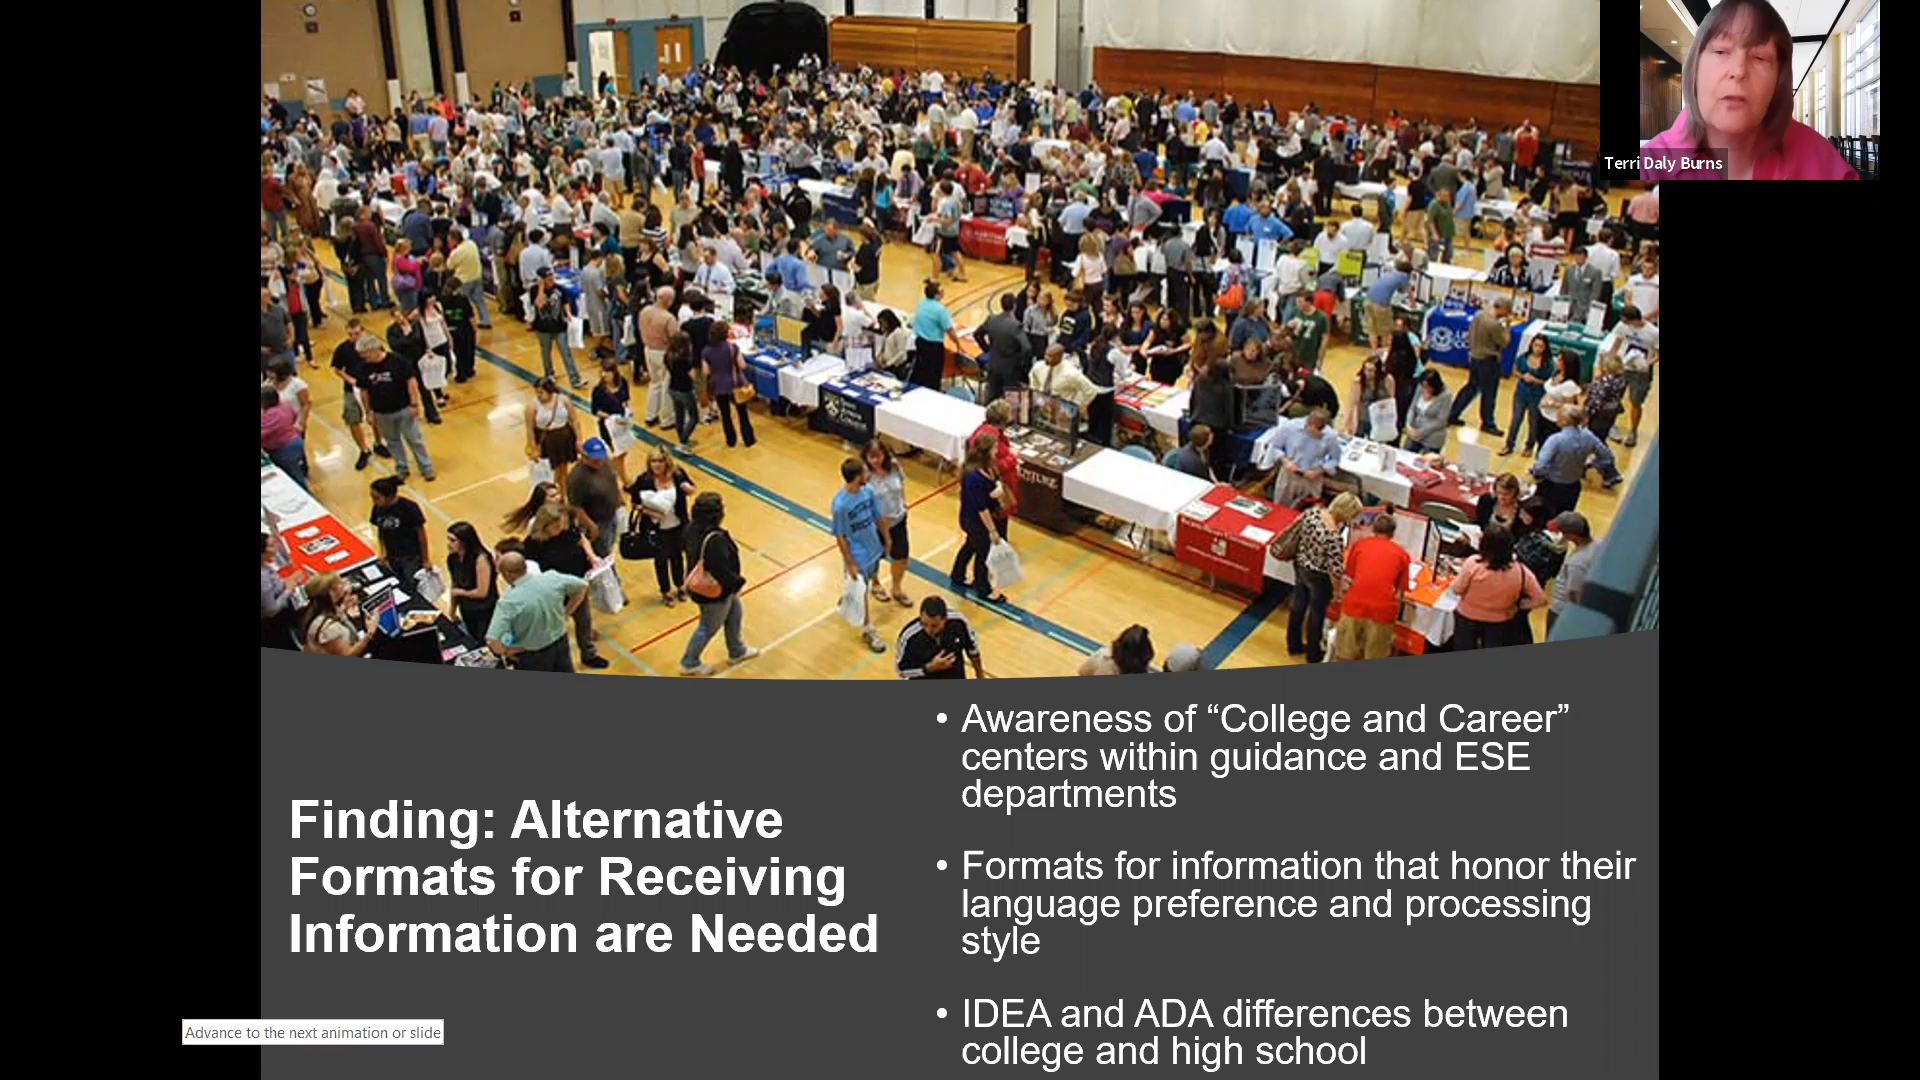 Terri Daly Burns
Finding: Alternative
Formats for Receiving
Information are Needed
• Awareness of “College and Career”
centers within guidance and ESE
departments
• Formats for information that honor their
language preference and processing
style
• IDEA and ADA differences between
college and high school
Advance to the next animation or slide